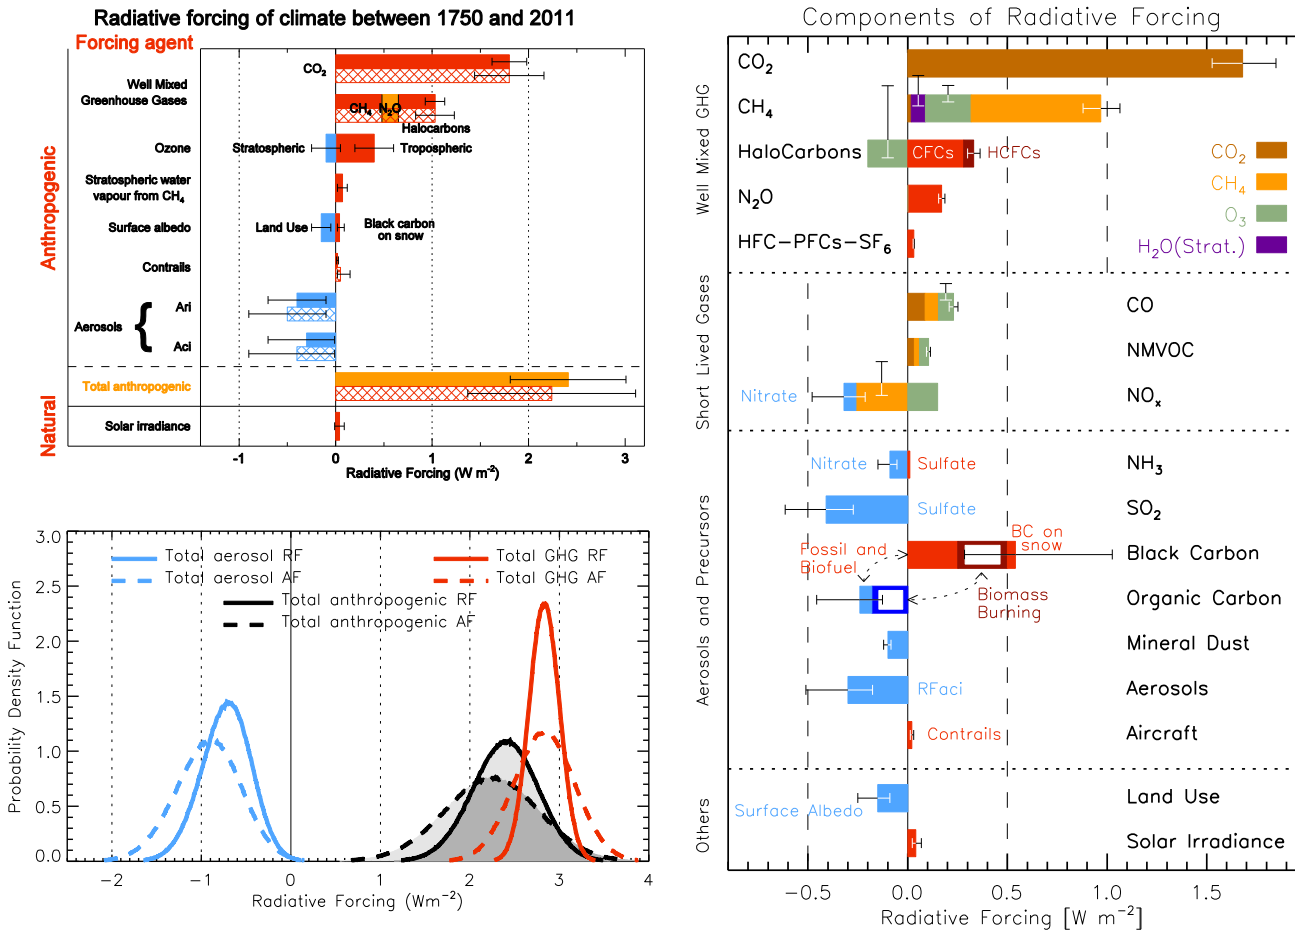 Radiative forcing of climate between 1750 and 2011
Forcing agent
Anthropogenic
Natural
Well Mixed
Greenhouse Gases
CO₂
CH₄ N₂O
Halocarbons
Ozone
Stratospheric
Tropospheric
Stratospheric water
vapour from CH₄
Surface albedo
Land Use
Black carbon
on snow
Contrails
Aerosols {
Ari
Aci
Total anthropogenic
Solar irradiance
-1 0 1 2 3
Radiative Forcing (W m⁻²)
Probability Density Function
3.0
2.5
2.0
1.5
1.0
0.5
0.0
Total aerosol RF
Total aerosol AF
Total GHG RF
Total GHG AF
Total anthropogenic RF
Total anthropogenic AF
−2 −1 0 1 2 3 4
Radiative Forcing (Wm⁻²)
Components of Radiative Forcing
Well Mixed GHG
CO₂
CH₄
HaloCarbons
CFCs
HCFCs
N₂O
HFC−PFCs−SF₆
CO₂
CH₄
O₃
H₂O(Strat.)
Short Lived Gases
CO
NMVOC
Nitrate
NOₓ
Aerosols and Precursors
Nitrate
Sulfate
NH₃
Sulfate
SO₂
Fossil and
Biofuel
BC on
snow
Black Carbon
Biomass
Burning
Organic Carbon
Mineral Dust
RFaci
Aerosols
Contrails
Aircraft
Others
Surface Albedo
Land Use
Solar Irradiance
−0.5 0.0 0.5 1.0 1.5
Radiative Forcing [W m⁻²]